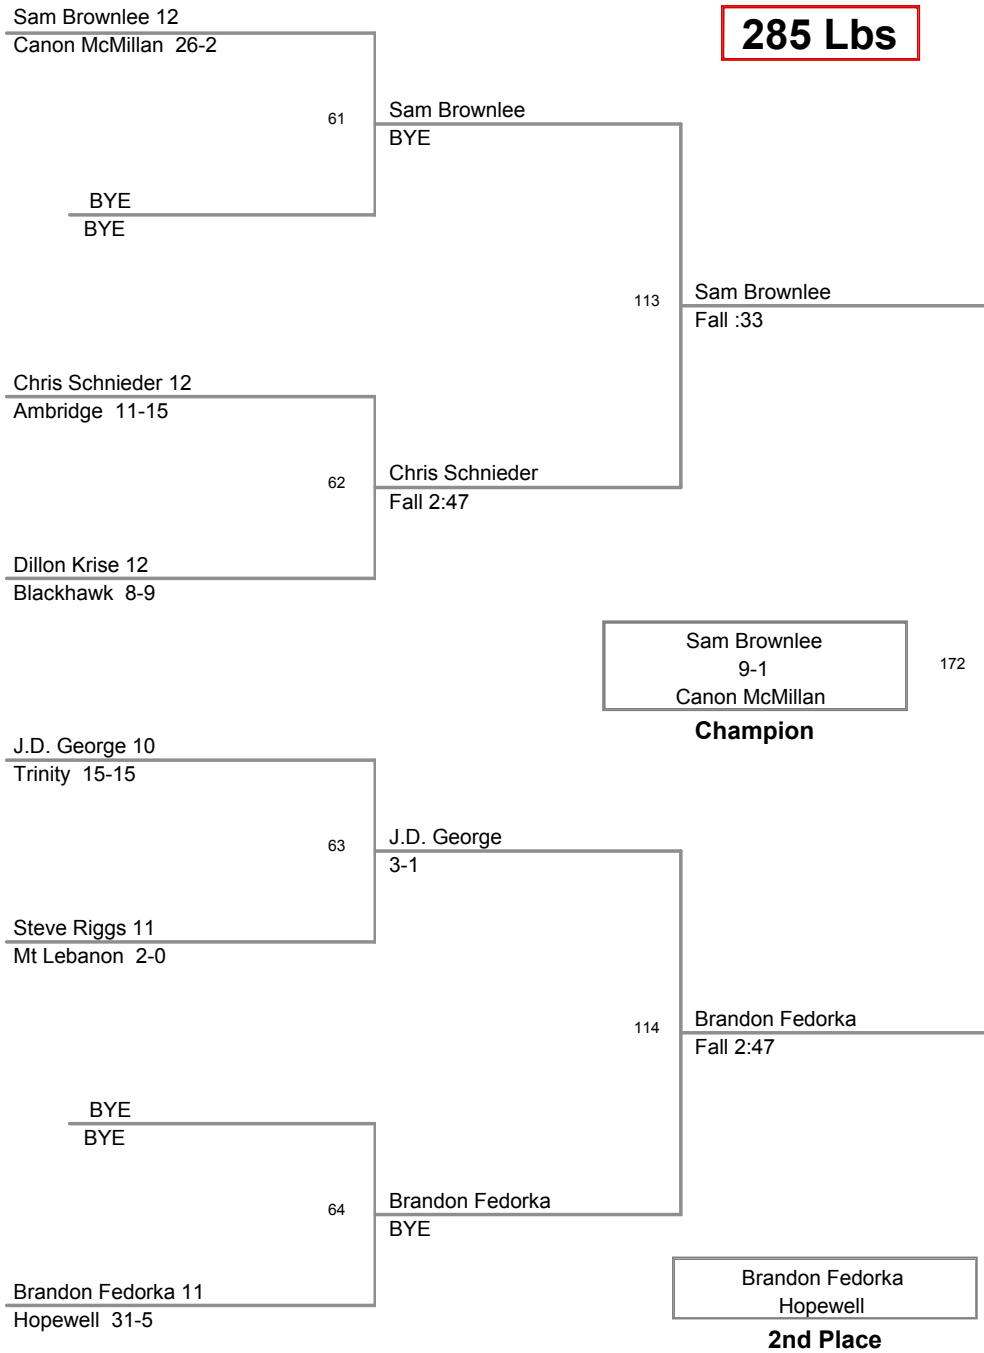 Sam Brownlee 12
285 Lbs
Canon McMillan 26-2
61
Sam Brownlee
BYE
BYE
BYE
113
Sam Brownlee
Fall :33
Chris Schnieder 12
Ambridge 11-15
62
Chris Schnieder
Fall 2:47
Dillon Krise 12
Blackhawk 8-9
Sam Brownlee
9-1
Canon McMillan
172
Champion
J.D. George 10
Trinity 15-15
63
J.D. George
3-1
Steve Riggs 11
Mt Lebanon 2-0
114
Brandon Fedorka
Fall 2:47
BYE
BYE
64
Brandon Fedorka
BYE
Brandon Fedorka 11
Hopewell 31-5
Brandon Fedorka
Hopewell
2nd Place